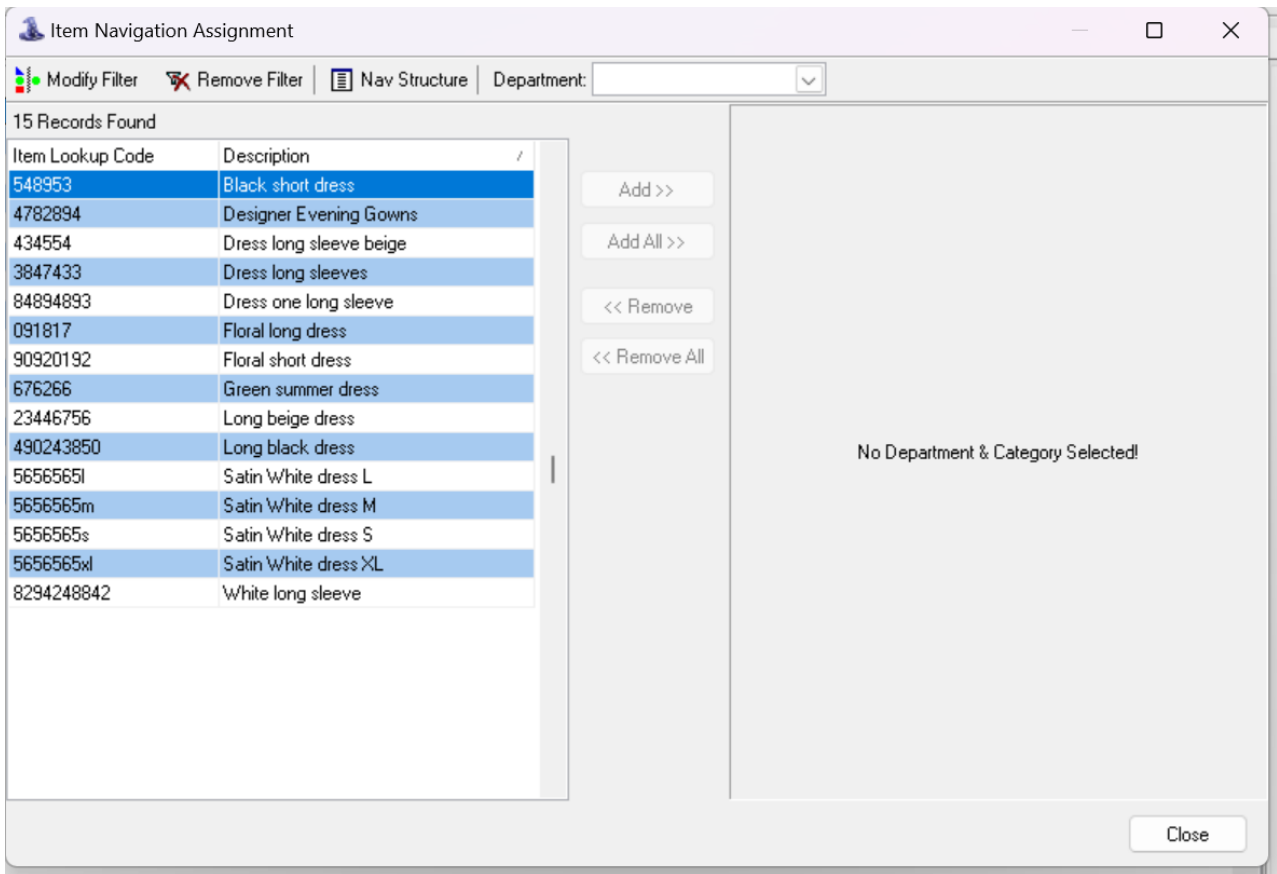 Item Navigation Assignment
Modify Filter Remove Filter Nav Structure Department:
15 Records Found
Item Lookup Code Description
548953 Black short dress
4782894 Designer Evening Gowns
434554 Dress long sleeve beige
3847433 Dress long sleeves
84894893 Dress one long sleeve
091817 Floral long dress
90920192 Floral short dress
676266 Green summer dress
23446756 Long beige dress
490243850 Long black dress
5656565l Satin White dress L
5656565m Satin White dress M
5656565s Satin White dress S
5656565xl Satin White dress XL
8294248842 White long sleeve
Add >>
Add All >>
<< Remove
<< Remove All
No Department & Category Selected!
Close